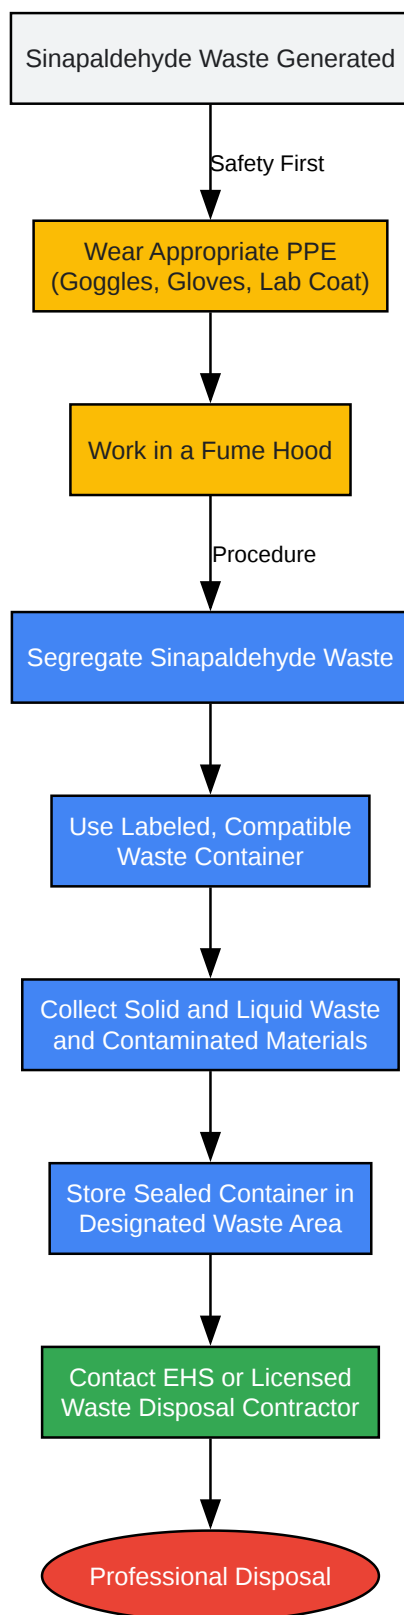 Sinapaldehyde Waste Generated
Safety First
Wear Appropriate PPE
(Goggles, Gloves, Lab Coat)
Work in a Fume Hood
Procedure
Segregate Sinapaldehyde Waste
Use Labeled, Compatible
Waste Container
Collect Solid and Liquid Waste
and Contaminated Materials
Store Sealed Container in
Designated Waste Area
Contact EHS or Licensed
Waste Disposal Contractor
Professional Disposal